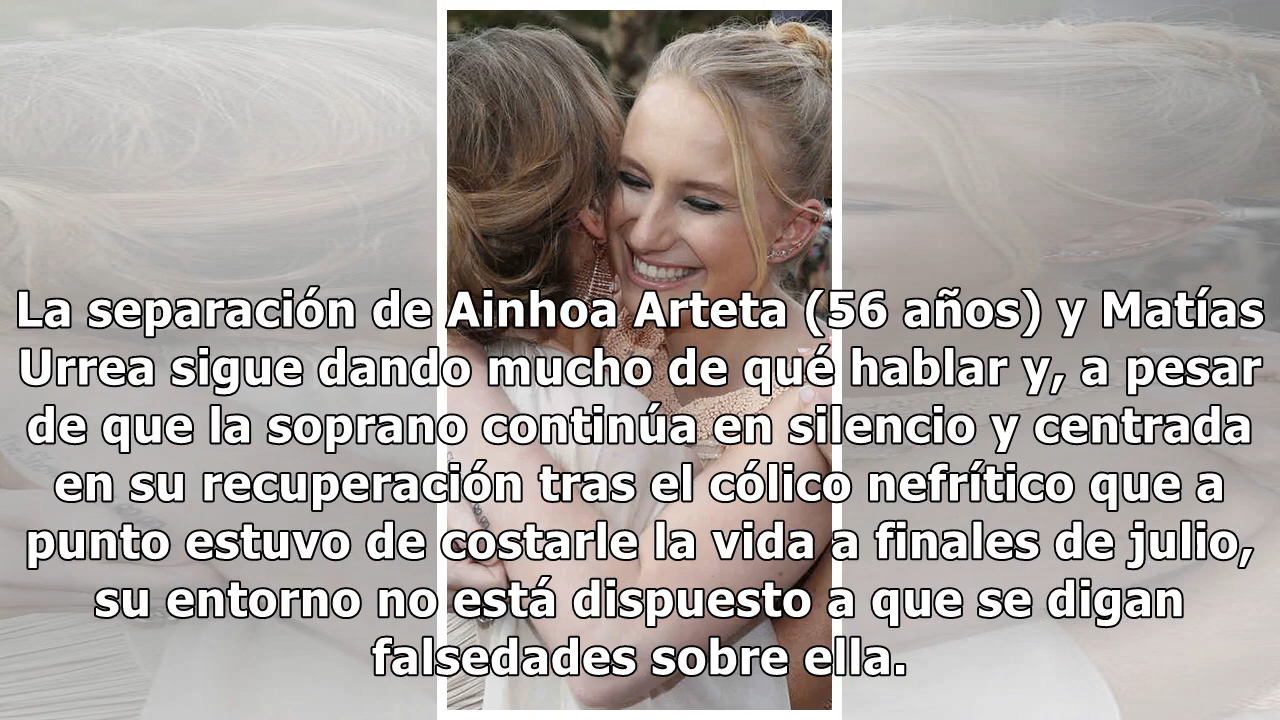 La separación de Ainhoa Arteta (56 años) y Matías
Urrea sigue dando mucho de qué hablar y, a pesar
de que la soprano continúa en silencio y centrada
en su recuperación tras el cólico nefrítico que a
punto estuvo de costarle la vida a finales de julio,
su entorno no está dispuesto a que se digan
falsedades sobre ella.